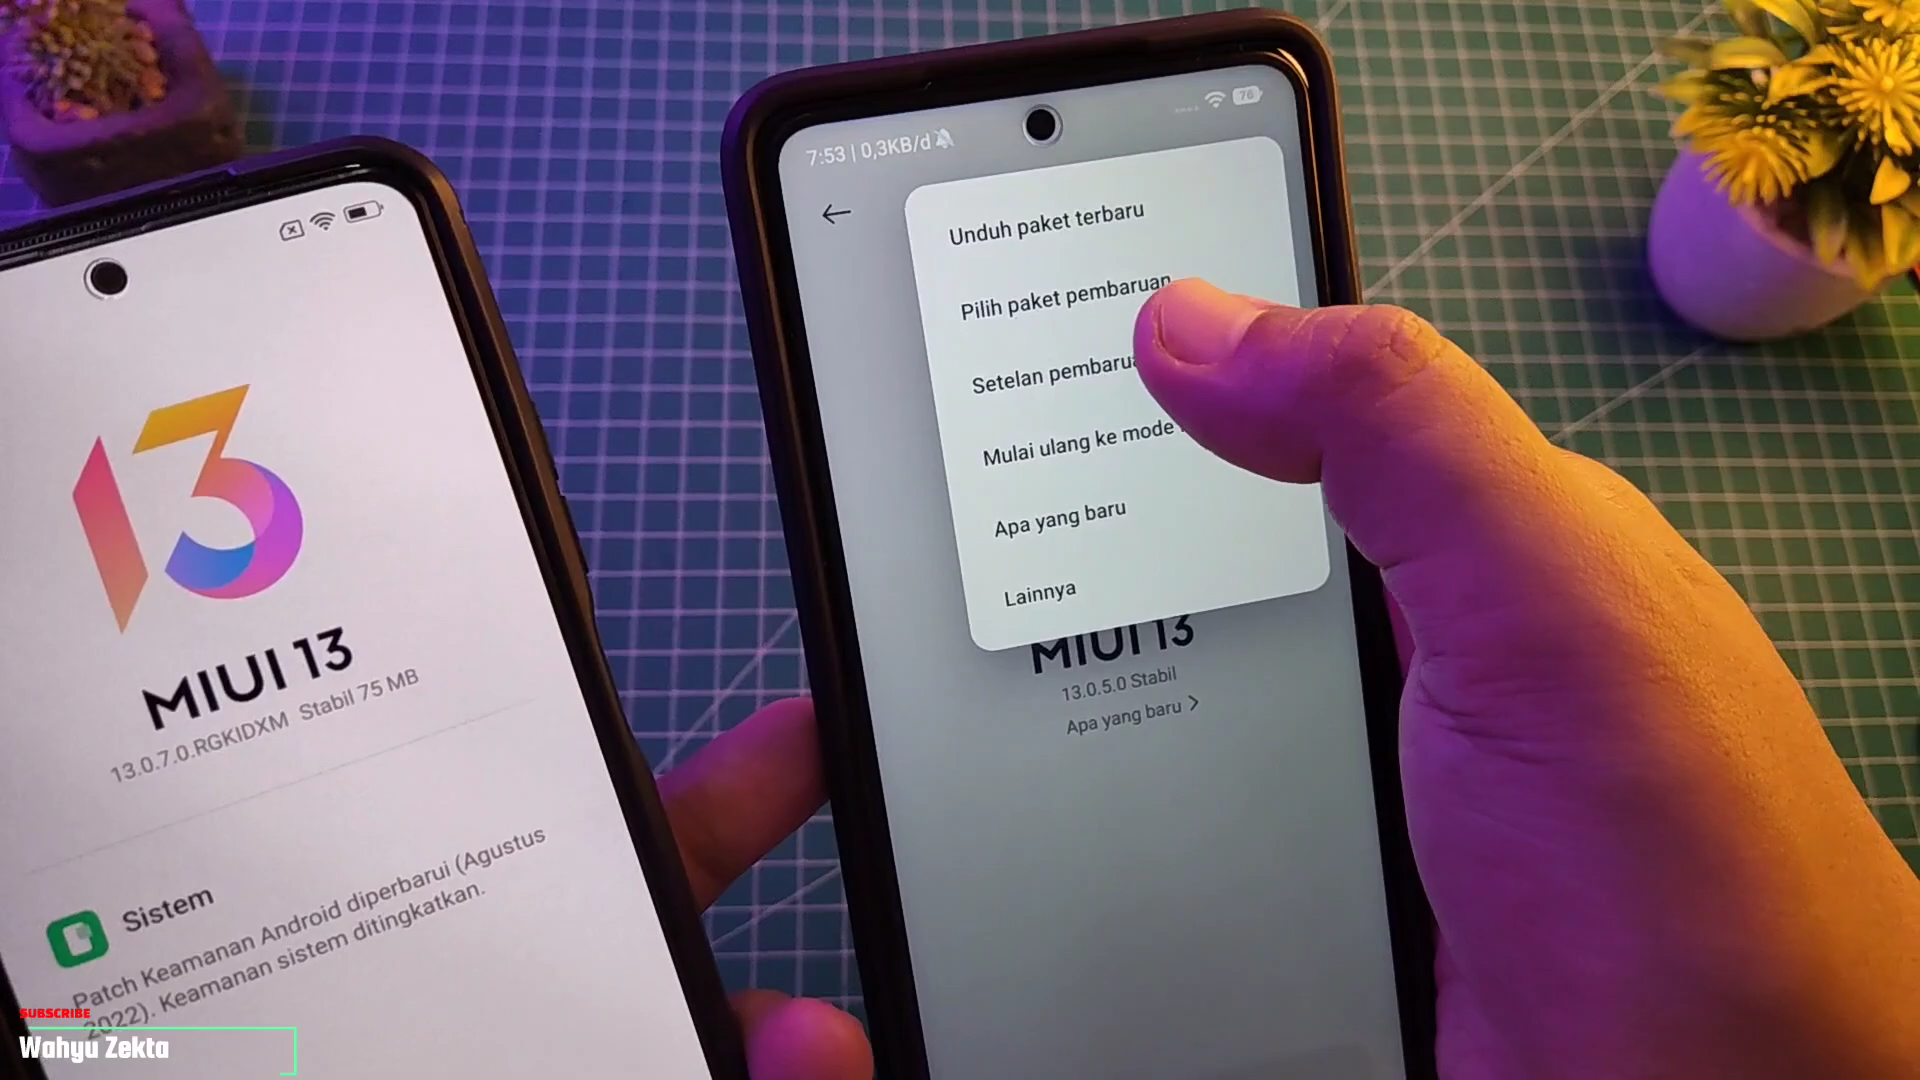 13
MIUI 13
13.0.7.0.RGKIDXM Stabil 75 MB
Sistem
Patch Keamanan Android diperbarui (Agustus
2022). Keamanan sistem ditingkatkan.
7:53 | 0,3KB/d
76
Unduh paket terbaru
Pilih paket pembaruan
Setelan
Mulai ulang ke mode
Apa yang baru
Lainnya
MIUI 13
13.0.5.0 Stabil
Apa yang baru >
SUBSCRIBE
Wahyu Zekta